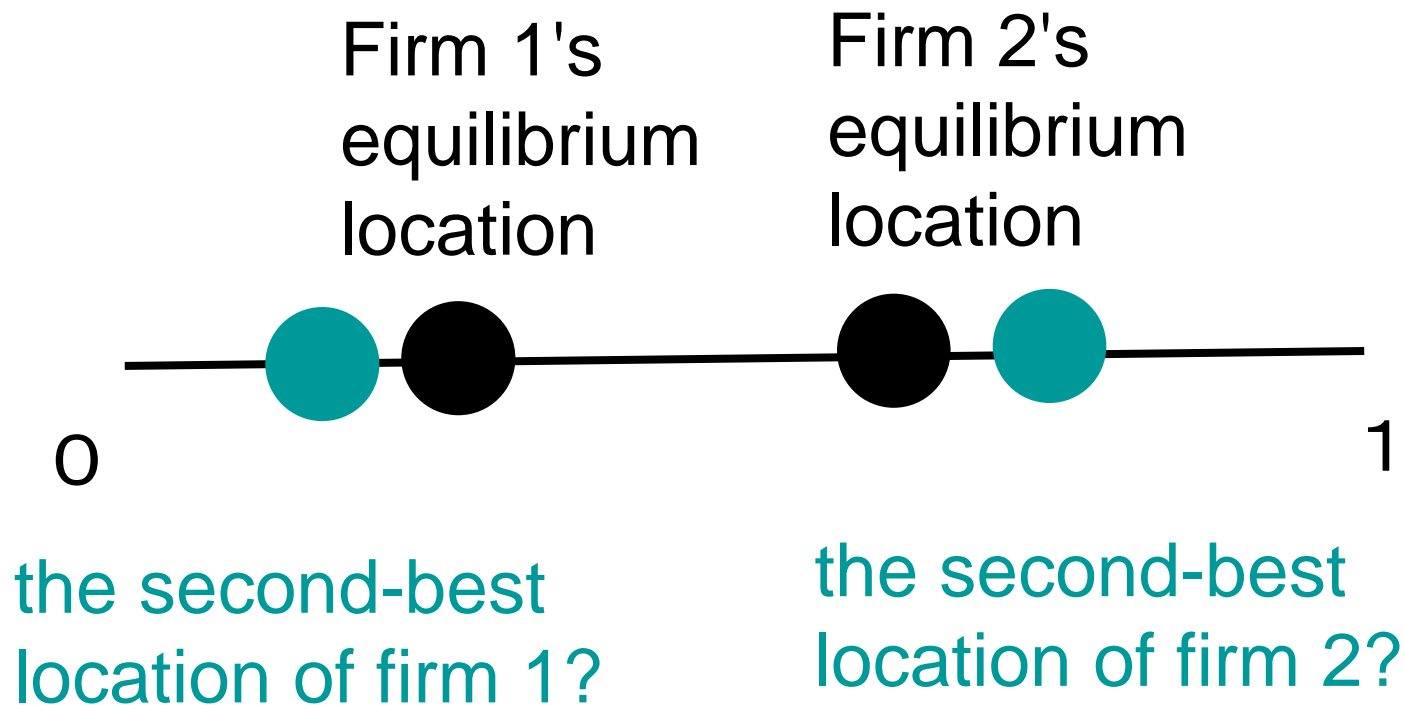 Firm 1's
equilibrium
location
Firm 2's
equilibrium
location
0
1
the second-best
location of firm 1?
the second-best
location of firm 2?